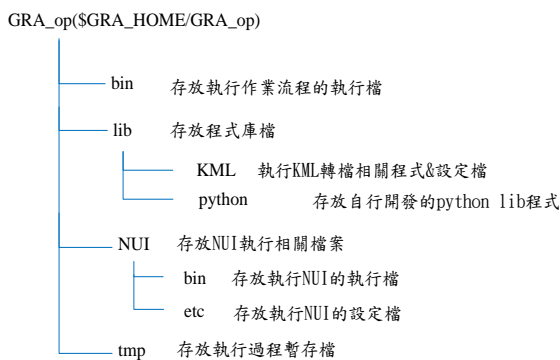 GRA_op($GRA_HOME/GRA_op)
bin 存放執行作業流程的執行檔
lib 存放程式庫檔
KML 執行KML轉檔相關程式&設定檔
python 存放自行開發的python lib程式
NUI 存放NUI執行相關檔案
bin 存放執行NUI的執行檔
etc 存放執行NUI的設定檔
tmp 存放執行過程暫存檔